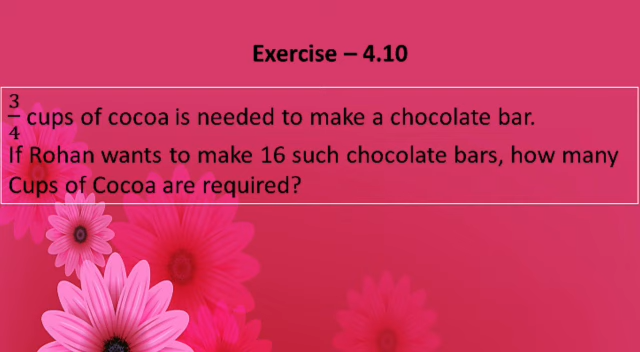 Exercise – 4.10
3/4 cups of cocoa is needed to make a chocolate bar.
If Rohan wants to make 16 such chocolate bars, how many
Cups of Cocoa are required?